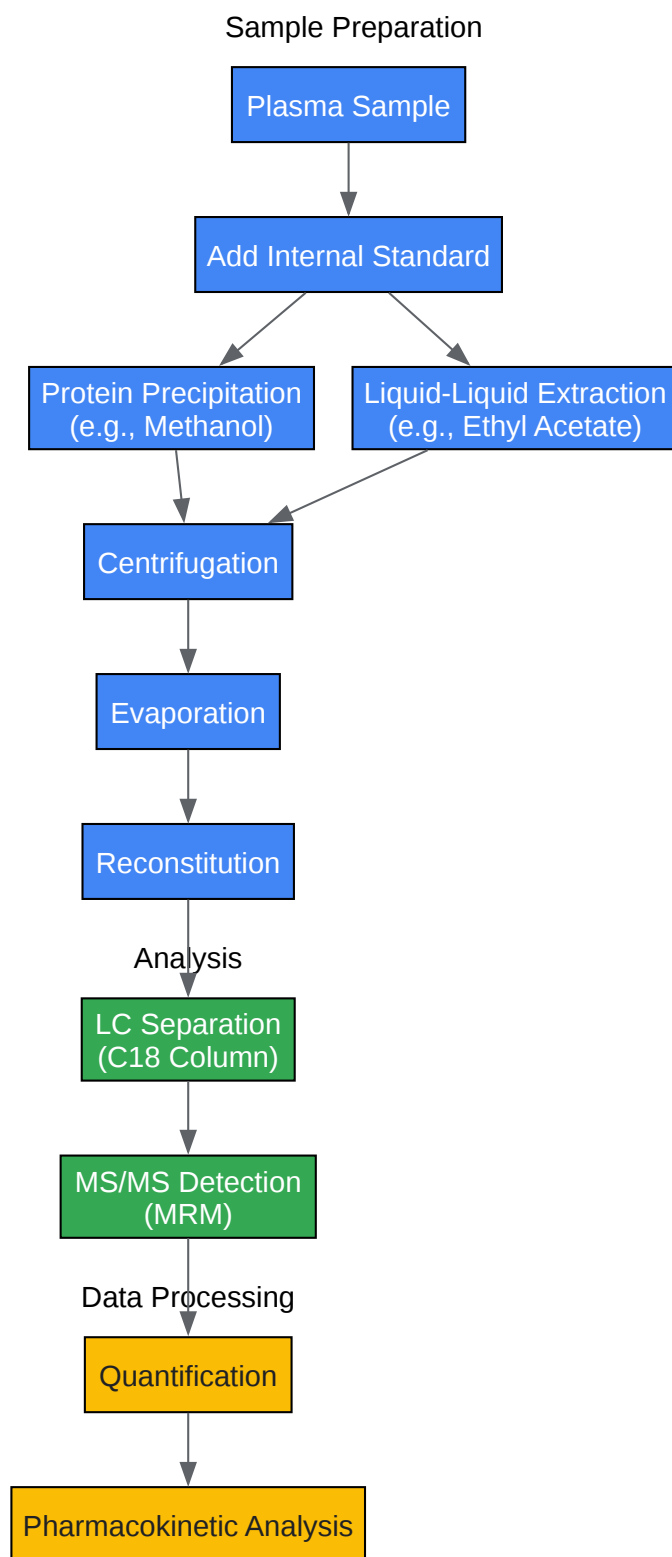 Sample Preparation
Plasma Sample
Add Internal Standard
Protein Precipitation
(e.g., Methanol)
Liquid-Liquid Extraction
(e.g., Ethyl Acetate)
Centrifugation
Evaporation
Reconstitution
Analysis
LC Separation
(C18 Column)
MS/MS Detection
(MRM)
Data Processing
Quantification
Pharmacokinetic Analysis